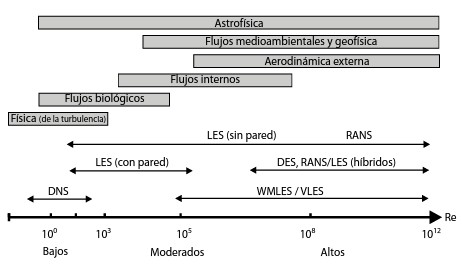 Astrofísica
Flujos medioambientales y geofísica
Aerodinámica externa
Flujos internos
Flujos biológicos
Física (de la turbulencia)
LES (sin pared) RANS
LES (con pared) DES, RANS/LES (híbridos)
DNS WMLES / VLES
Re
10⁰ 10³ 10⁵ 10⁸ 10¹²
Bajos Moderados Altos